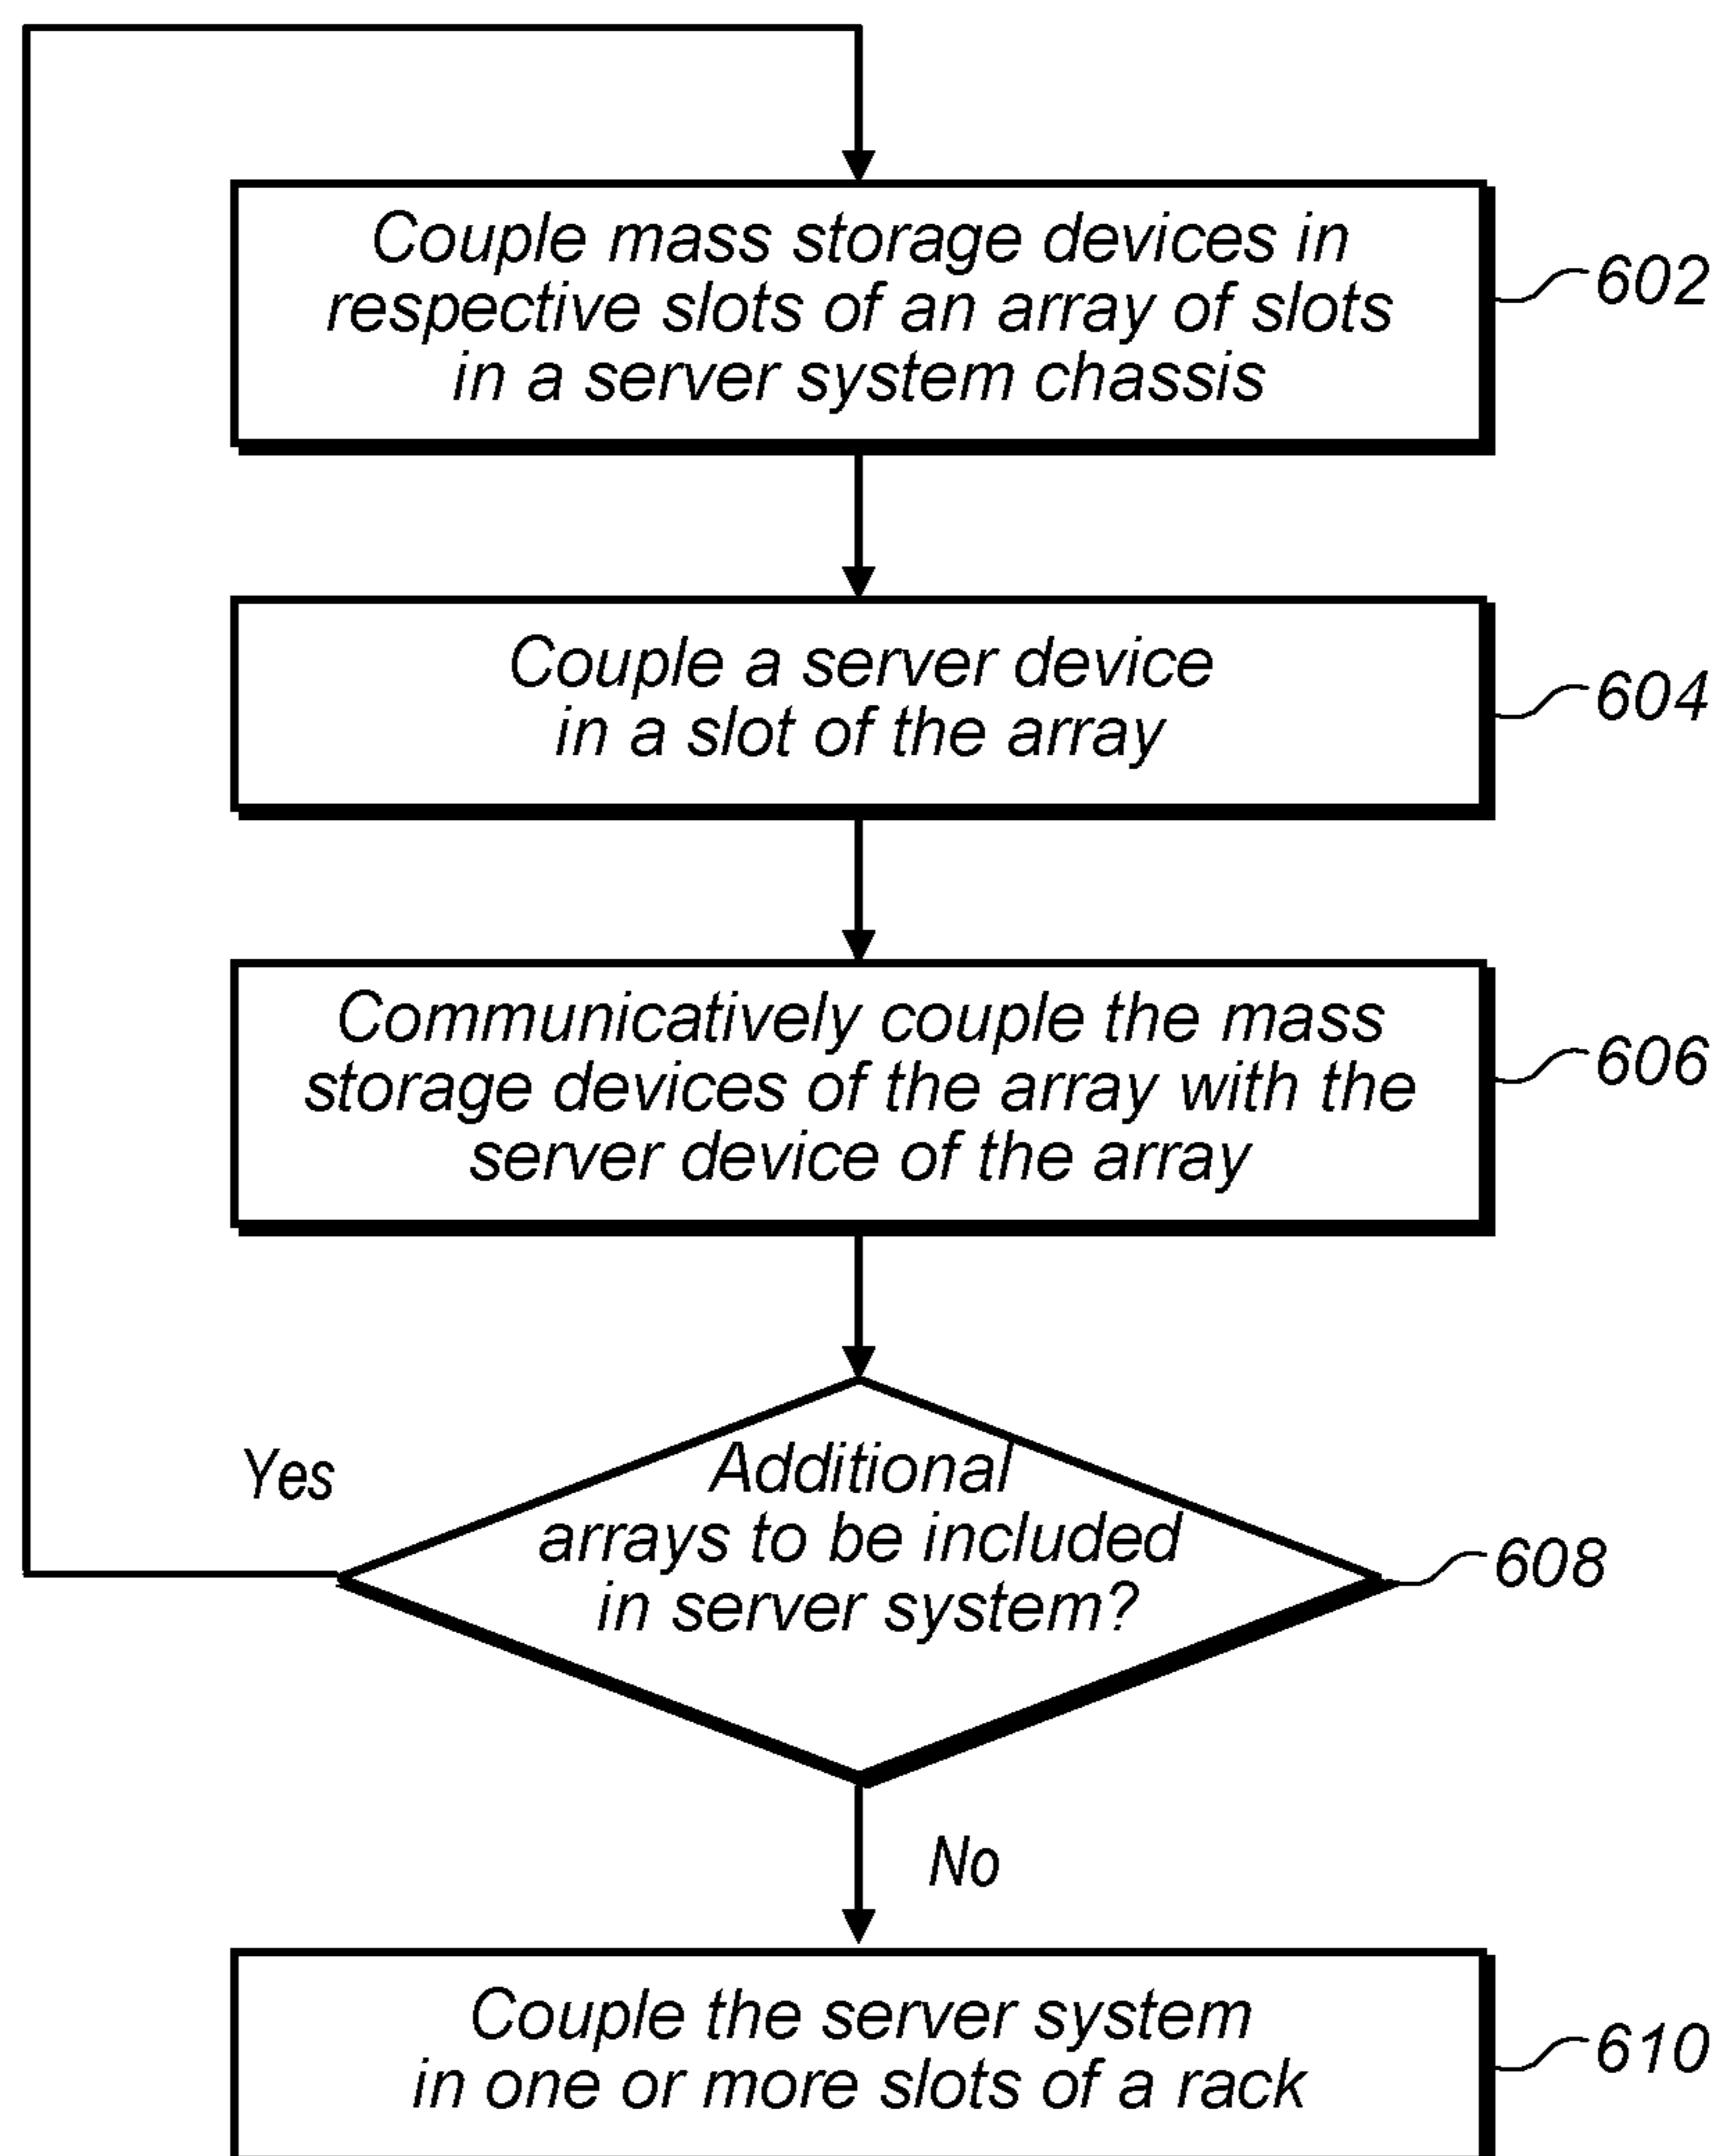 Couple mass storage devices in
respective slots of an array of slots
in a server system chassis
602
Couple a server device
in a slot of the array
604
Communicatively couple the mass
storage devices of the array with the
server device of the array
606
Yes
Additional
arrays to be included
in server system?
608
No
Couple the server system
in one or more slots of a rack
610